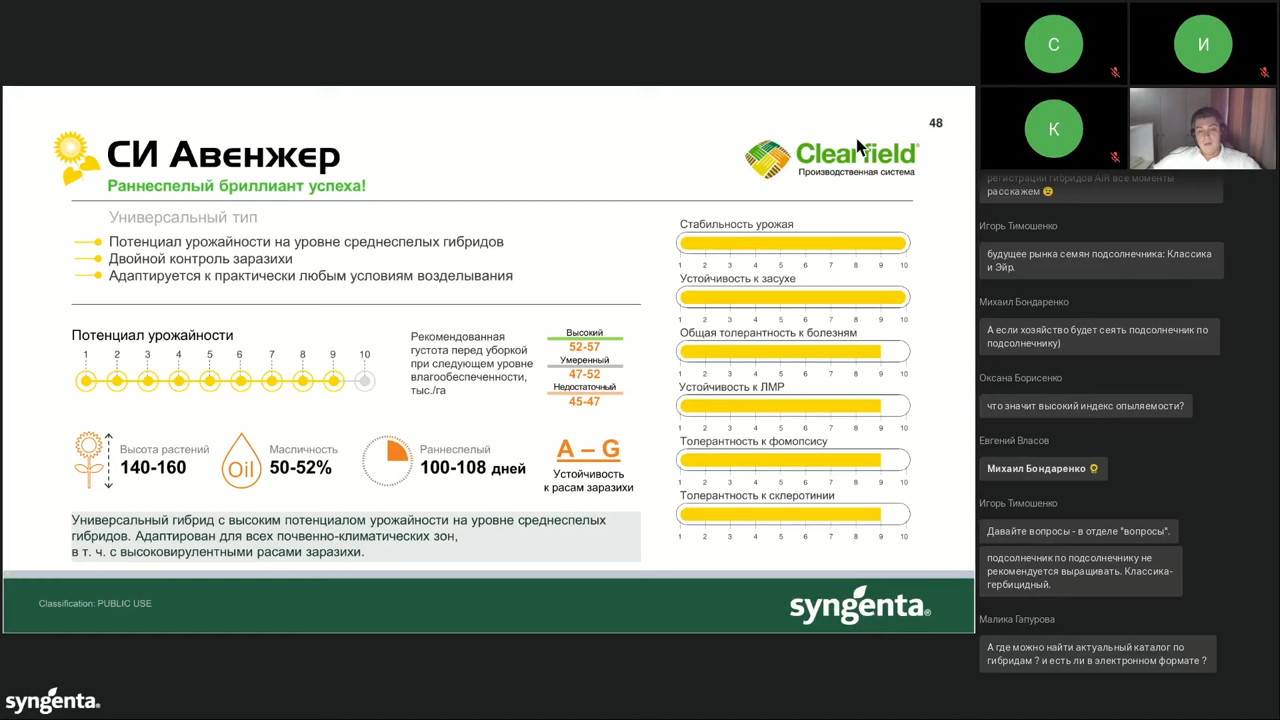 48
СИ Авенжер
Раннеспелый бриллиант успеха!
Clearfield®
Производственная система
Универсальный тип
Потенциал урожайности на уровне среднеспелых гибридов
Двойной контроль заразихи
Адаптируется к практически любым условиям возделывания
Потенциал урожайности
1 2 3 4 5 6 7 8 9 10
Рекомендованная
густота перед уборкой
при следующем уровне
влагообеспеченности,
тыс./га
Высокий
52-57
Умеренный
47-52
Недостаточный
45-47
Высота растений
140-160
Oil
Масличность
50-52%
Раннеспелый
100-108 дней
A – G
Устойчивость
к расам заразихи
Универсальный гибрид с высоким потенциалом урожайности на уровне среднеспелых
гибридов. Адаптирован для всех почвенно-климатических зон,
в т. ч. с высоковирулентными расами заразихи.
Стабильность урожая
1 2 3 4 5 6 7 8 9 10
Устойчивость к засухе
1 2 3 4 5 6 7 8 9 10
Общая толерантность к болезням
1 2 3 4 5 6 7 8 9 10
Устойчивость к ЛМР
1 2 3 4 5 6 7 8 9 10
Толерантность к фомопсису
1 2 3 4 5 6 7 8 9 10
Толерантность к склеротинии
1 2 3 4 5 6 7 8 9 10
Classification: PUBLIC USE
syngenta®
syngenta.
С
И
К
регистрации гибридов AIR все моменты
расскажем 😉
Игорь Тимошенко
будущее рынка семян подсолнечника: Классика
и Эйр.
Михаил Бондаренко
А если хозяйство будет сеять подсолнечник по
подсолнечнику)
Оксана Борисенко
что значит высокий индекс опыляемости?
Евгений Власов
Михаил Бондаренко 🌻
Игорь Тимошенко
Давайте вопросы - в отделе "вопросы".
подсолнечник по подсолнечнику не
рекомендуется выращивать. Классика-
гербицидный.
Малика Гапурова
А где можно найти актуальный каталог по
гибридам ? и есть ли в электронном формате ?